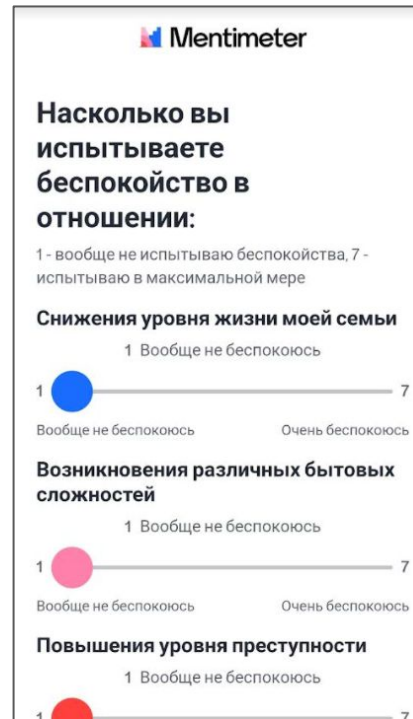 Mentimeter
Насколько вы
испытываете
беспокойство в
отношении:
1 - вообще не испытываю беспокойства, 7 -
испытываю в максимальной мере
Снижения уровня жизни моей семьи
1 Вообще не беспокоюсь
1 7
Вообще не беспокоюсь Очень беспокоюсь
Возникновения различных бытовых
сложностей
1 Вообще не беспокоюсь
1 7
Вообще не беспокоюсь Очень беспокоюсь
Повышения уровня преступности
1 Вообще не беспокоюсь
1 7